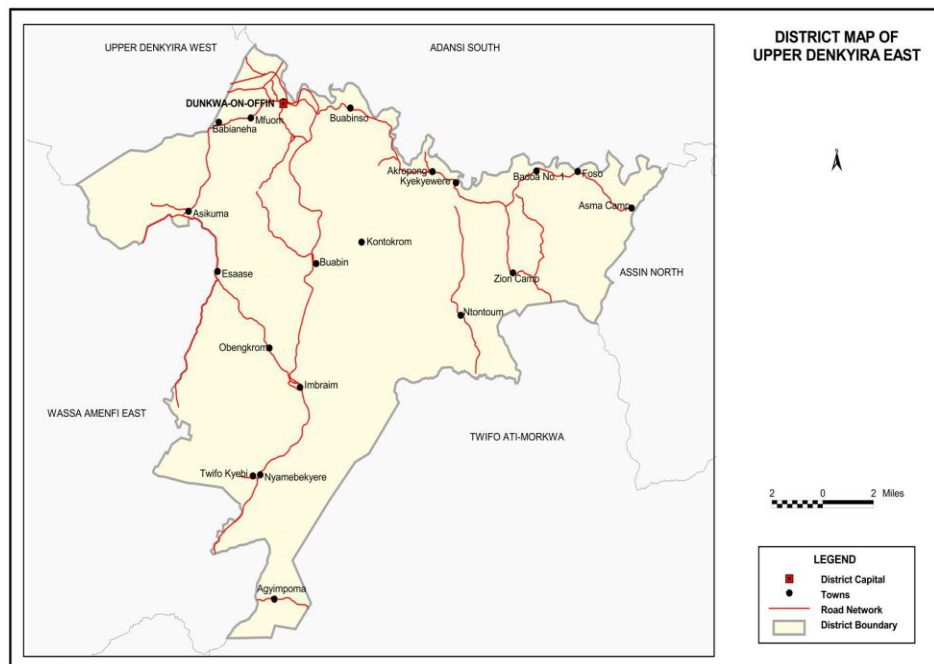 DISTRICT MAP OF
UPPER DENKYIRA EAST
UPPER DENKYIRA WEST
ADANSI SOUTH
DUNKWA-ON-OFFIN
Buabinso
Mfuom
Babianeha
Akropong
Kyekyewere
Badoa No. 1
Foso
Asma Camp
Asikuma
Kontokrom
Buabin
Esaase
Zion Camp
ASSIN NORTH
Ntontoum
Obengkrom
Imbraim
WASSA AMENFI EAST
TWIFO ATI-MORKWA
Twifo Kyebi
Nyamebekyere
Agyimpoma
N
2 0 2 Miles
LEGEND
District Capital
Towns
Road Network
District Boundary